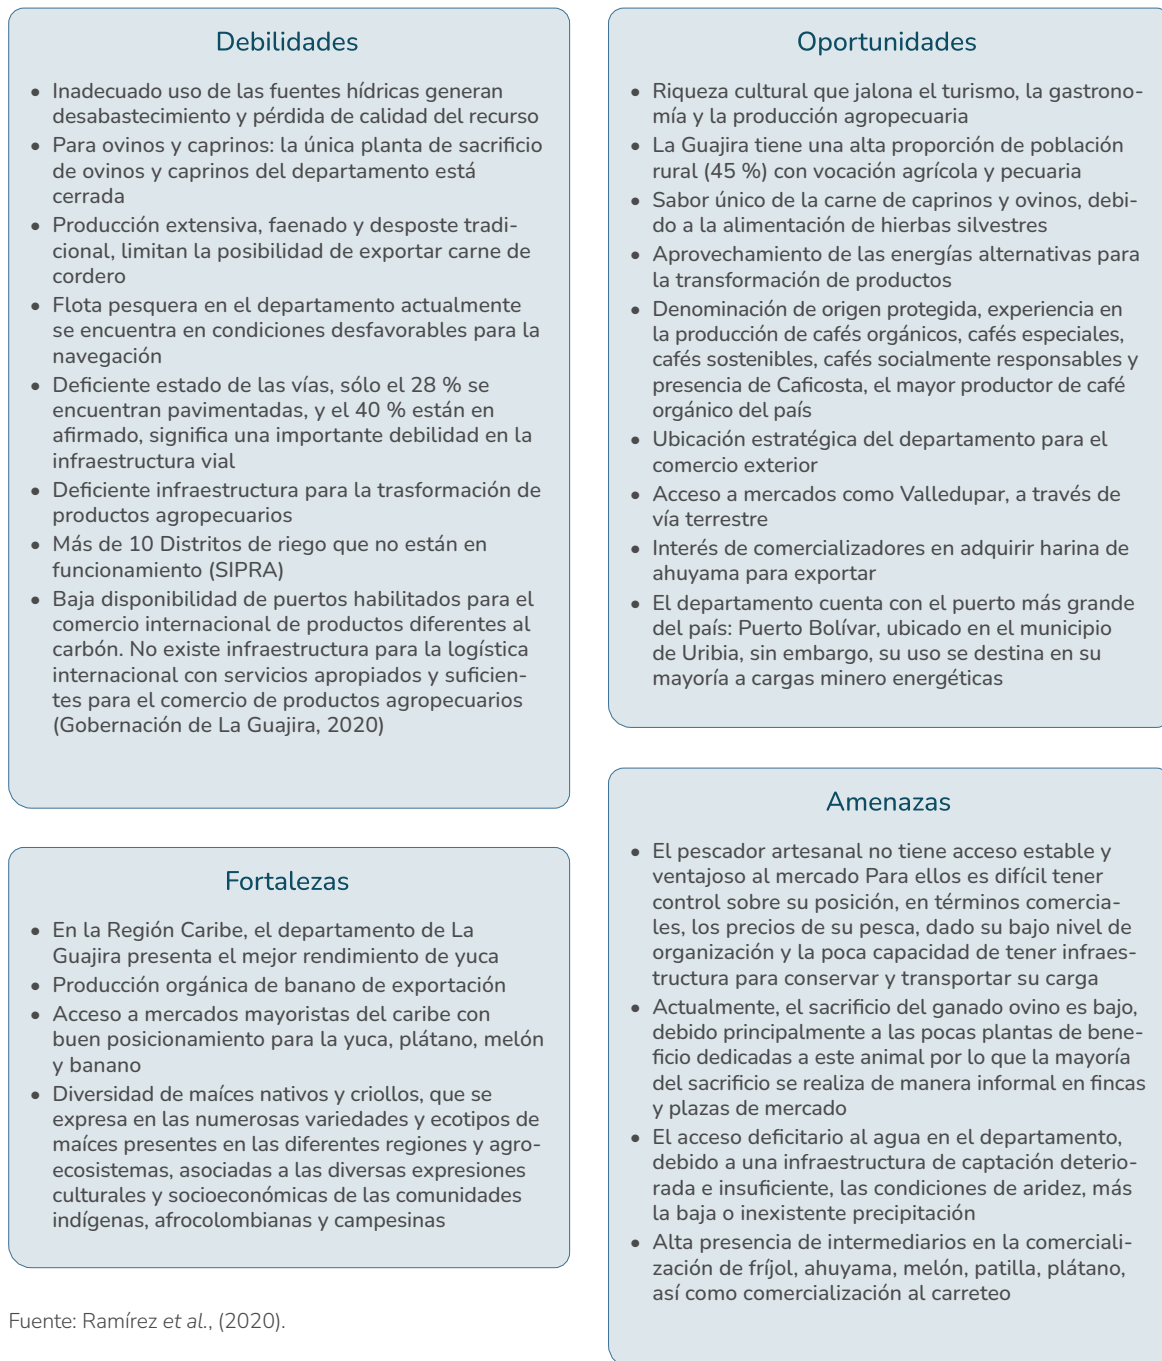 Debilidades
• Inadecuado uso de las fuentes hídricas generan
desabastecimiento y pérdida de calidad del recurso
• Para ovinos y caprinos: la única planta de sacrificio
de ovinos y caprinos del departamento está
cerrada
• Producción extensiva, faenado y desposte tradi-
cional, limitan la posibilidad de exportar carne de
cordero
• Flota pesquera en el departamento actualmente
se encuentra en condiciones desfavorables para la
navegación
• Deficiente estado de las vías, sólo el 28 % se
encuentran pavimentadas, y el 40 % están en
afirmado, significa una importante debilidad en la
infraestructura vial
• Deficiente infraestructura para la trasformación de
productos agropecuarios
• Más de 10 Distritos de riego que no están en
funcionamiento (SIPRA)
• Baja disponibilidad de puertos habilitados para el
comercio internacional de productos diferentes al
carbón. No existe infraestructura para la logística
internacional con servicios apropiados y suficien-
tes para el comercio de productos agropecuarios
(Gobernación de La Guajira, 2020)
Fortalezas
• En la Región Caribe, el departamento de La
Guajira presenta el mejor rendimiento de yuca
• Producción orgánica de banano de exportación
• Acceso a mercados mayoristas del caribe con
buen posicionamiento para la yuca, plátano, melón
y banano
• Diversidad de maíces nativos y criollos, que se
expresa en las numerosas variedades y ecotipos de
maíces presentes en las diferentes regiones y agro-
ecosistemas, asociadas a las diversas expresiones
culturales y socioeconómicas de las comunidades
indígenas, afrocolombianas y campesinas
Oportunidades
• Riqueza cultural que jalona el turismo, la gastrono-
mía y la producción agropecuaria
• La Guajira tiene una alta proporción de población
rural (45 %) con vocación agrícola y pecuaria
• Sabor único de la carne de caprinos y ovinos, debi-
do a la alimentación de hierbas silvestres
• Aprovechamiento de las energías alternativas para
la transformación de productos
• Denominación de origen protegida, experiencia en
la producción de cafés orgánicos, cafés especiales,
cafés sostenibles, cafés socialmente responsables y
presencia de Caficosta, el mayor productor de café
orgánico del país
• Ubicación estratégica del departamento para el
comercio exterior
• Acceso a mercados como Valledupar, a través de
vía terrestre
• Interés de comercializadores en adquirir harina de
ahuyama para exportar
• El departamento cuenta con el puerto más grande
del país: Puerto Bolívar, ubicado en el municipio
de Uribia, sin embargo, su uso se destina en su
mayoría a cargas minero energéticas
Amenazas
• El pescador artesanal no tiene acceso estable y
ventajoso al mercado Para ellos es difícil tener
control sobre su posición, en términos comercia-
les, los precios de su pesca, dado su bajo nivel de
organización y la poca capacidad de tener infraes-
tructura para conservar y transportar su carga
• Actualmente, el sacrificio del ganado ovino es bajo,
debido principalmente a las pocas plantas de bene-
ficio dedicadas a este animal por lo que la mayoría
del sacrificio se realiza de manera informal en fincas
y plazas de mercado
• El acceso deficitario al agua en el departamento,
debido a una infraestructura de captación deterio-
rada e insuficiente, las condiciones de aridez, más
la baja o inexistente precipitación
• Alta presencia de intermediarios en la comerciali-
zación de fríjol, ahuyama, melón, patilla, plátano,
así como comercialización al carreteo
Fuente: Ramírez et al., (2020).